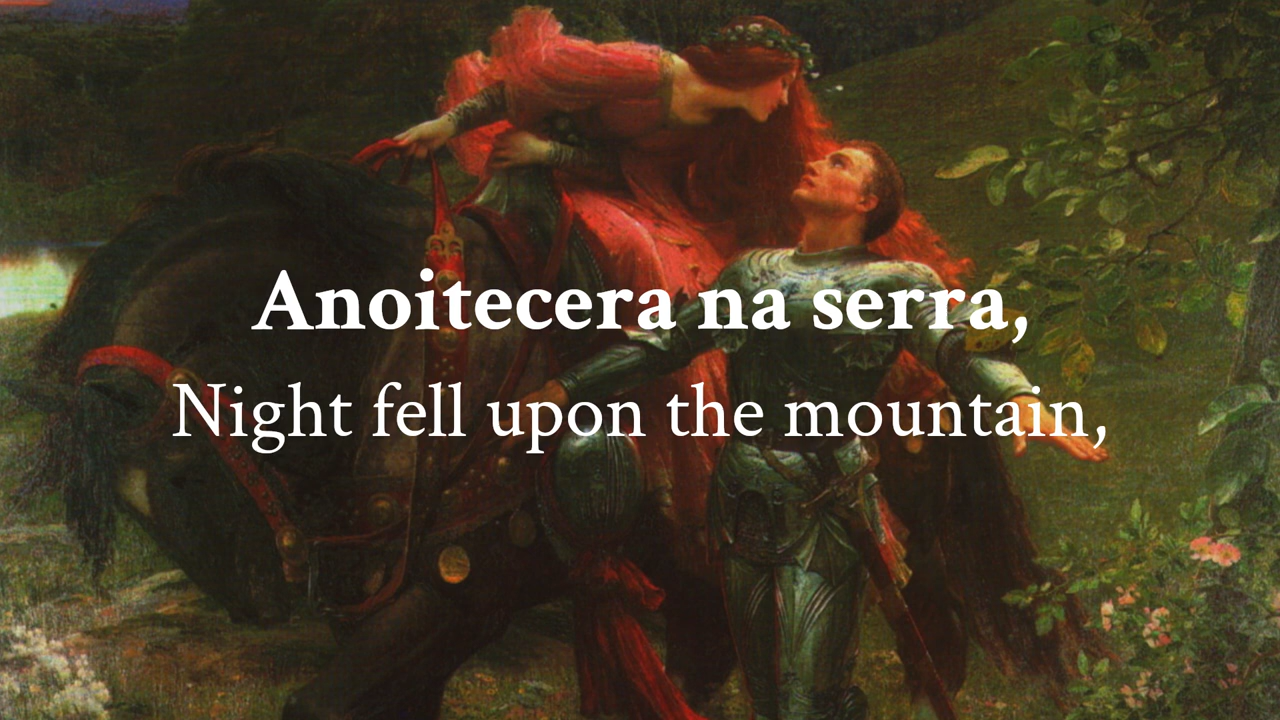 Anoitecera na serra,
Night fell upon the mountain,